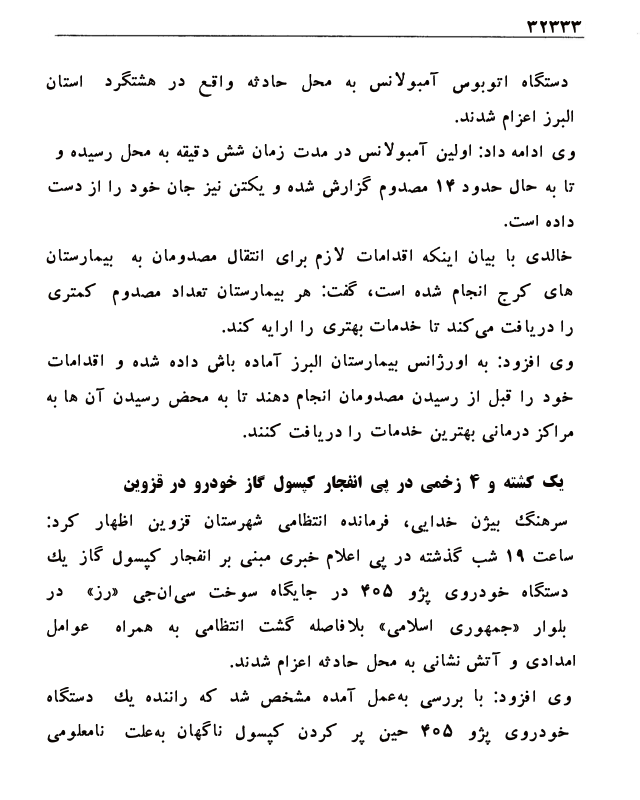 ۳۲۳۳۳
دستگاه اتوبوس آمبولانس به محل حادثه واقع در هشتگرد استان
البرز اعزام شدند.
وی ادامه داد: اولین آمبولانس در مدت زمان شش دقیقه به محل رسیده و
تا به حال حدود ۱۴ مصدوم گزارش شده و یکتن نیز جان خود را از دست
داده است.
خالدی با بیان اینکه اقدامات لازم برای انتقال مصدومان به بیمارستان
های کرج انجام شده است، گفت: هر بیمارستان تعداد مصدوم کمتری
را دریافت می‌کند تا خدمات بهتری را ارایه کند.
وی افزود: به اورژانس بیمارستان البرز آماده باش داده شده و اقدامات
خود را قبل از رسیدن مصدومان انجام دهند تا به محض رسیدن آن ها به
مراکز درمانی بهترین خدمات را دریافت کنند.
یک کشته و ۴ زخمی در پی انفجار کپسول گاز خودرو در قزوین
سرهنگ بیژن خدایی، فرمانده انتظامی شهرستان قزوین اظهار کرد:
ساعت ۱۹ شب گذشته در پی اعلام خبری مبنی بر انفجار کپسول گاز یك
دستگاه خودروی پژو ۴۰۵ در جایگاه سوخت سی‌ان‌جی «رز» در
بلوار «جمهوری اسلامی» بلافاصله گشت انتظامی به همراه عوامل
امدادی و آتش نشانی به محل حادثه اعزام شدند.
وی افزود: با بررسی به‌عمل آمده مشخص شد که راننده یك دستگاه
خودروی پژو ۴۰۵ حین پر کردن کپسول ناگهان به‌علت نامعلومی